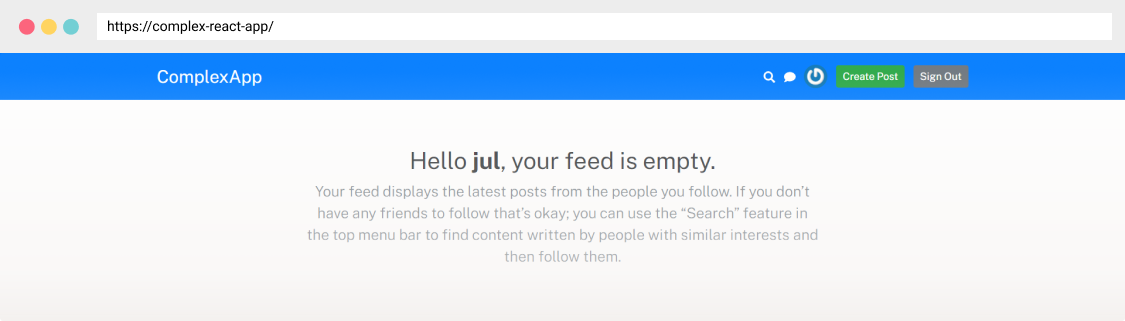 https://complex-react-app/
ComplexApp
Create Post
Sign Out
Hello jul, your feed is empty.
Your feed displays the latest posts from the people you follow. If you don’t
have any friends to follow that’s okay; you can use the “Search” feature in
the top menu bar to find content written by people with similar interests and
then follow them.